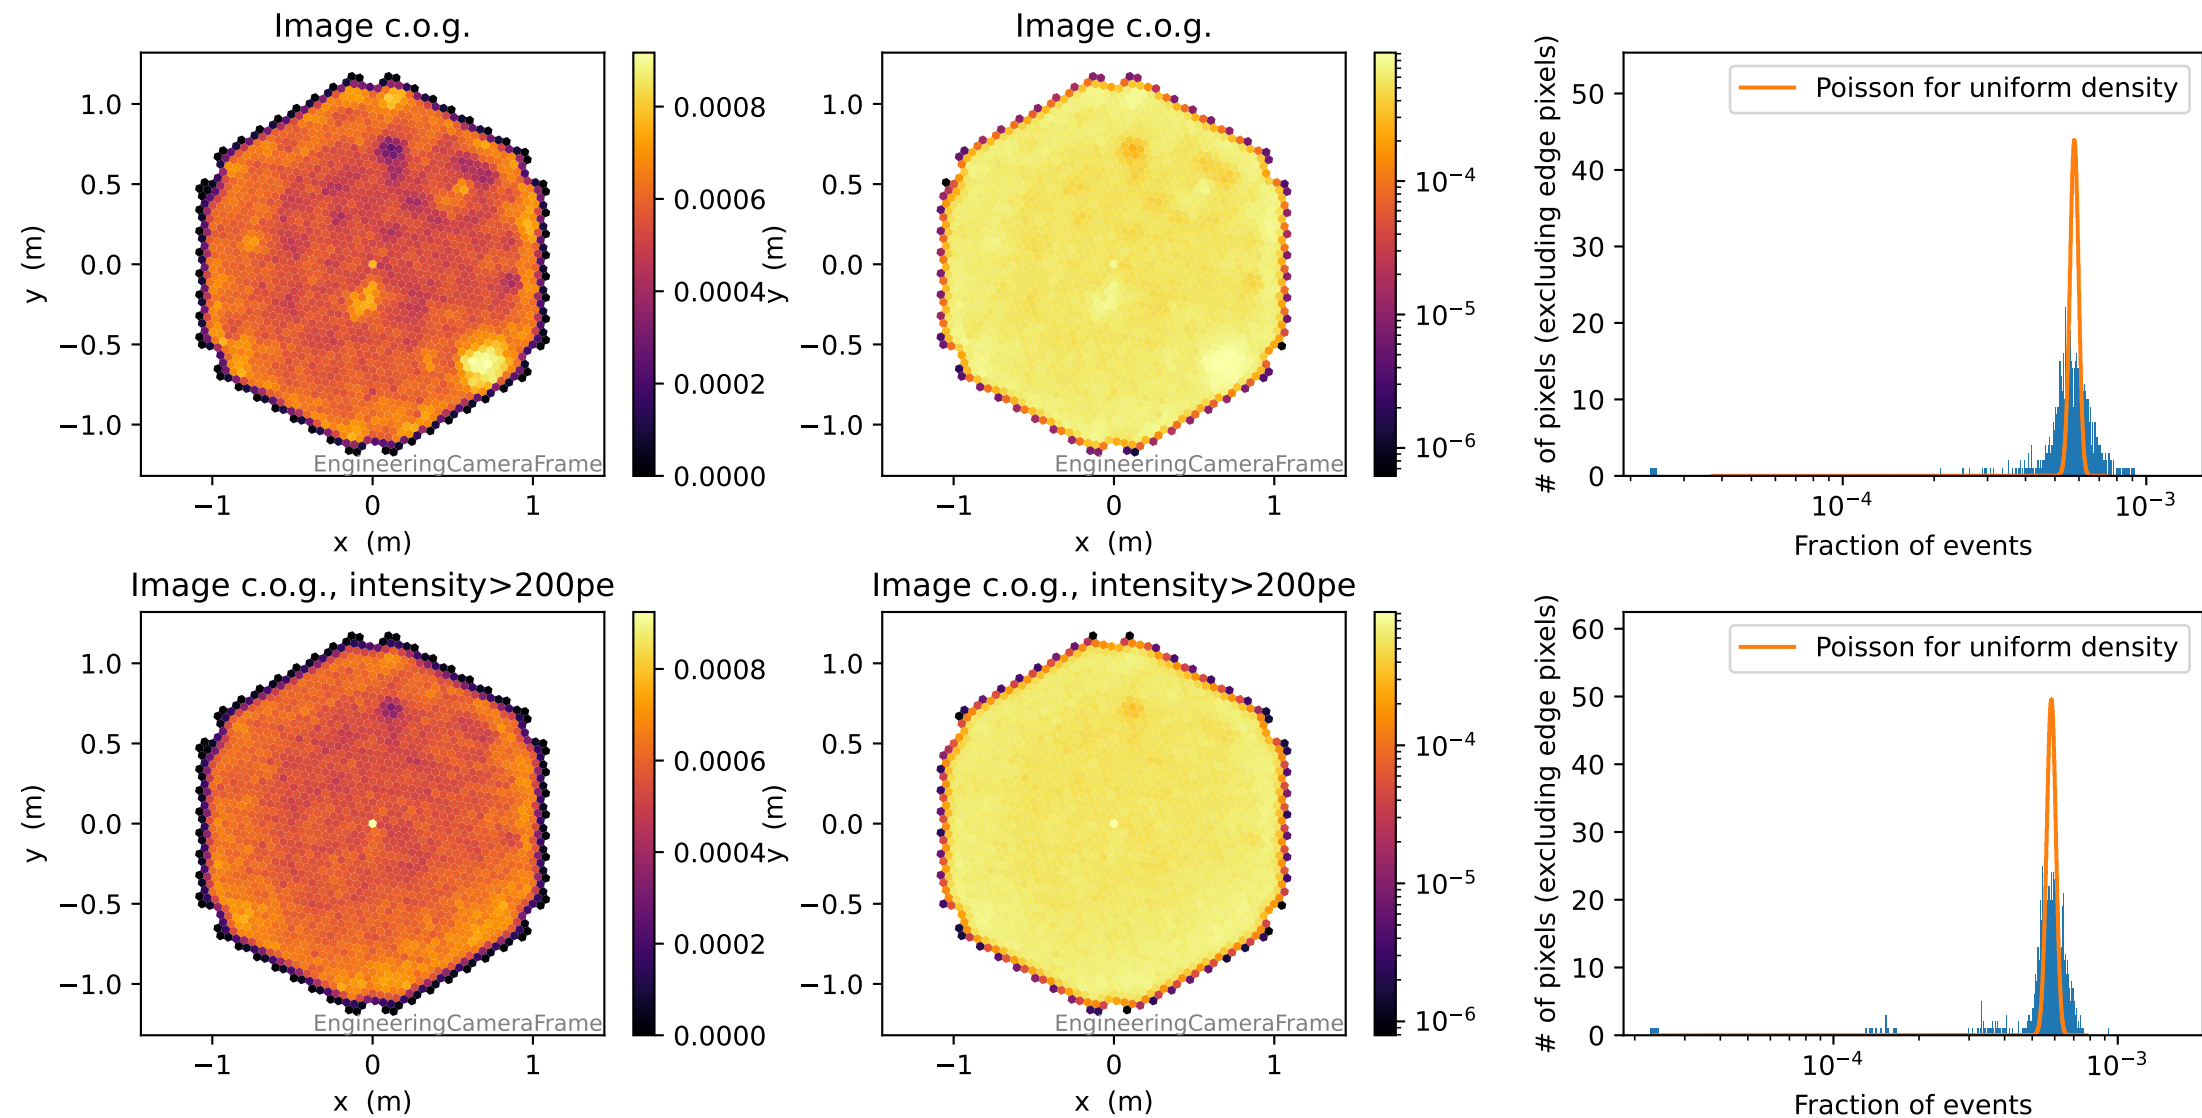 Image c.o.g.
1.0
0.5
0.0
−0.5
−1.0
y (m)
−1
0
1
x (m)
EngineeringCameraFrame
0.0008
0.0006
0.0004
0.0002
0.0000
Image c.o.g.
1.0
0.5
0.0
−0.5
−1.0
y (m)
−1
0
1
x (m)
EngineeringCameraFrame
10⁻⁴
10⁻⁵
10⁻⁶
# of pixels (excluding edge pixels)
50
40
30
20
10
0
Poisson for uniform density
10⁻⁴
10⁻³
Fraction of events
Image c.o.g., intensity>200pe
1.0
0.5
0.0
−0.5
−1.0
y (m)
−1
0
1
x (m)
EngineeringCameraFrame
0.0008
0.0006
0.0004
0.0002
0.0000
Image c.o.g., intensity>200pe
1.0
0.5
0.0
−0.5
−1.0
y (m)
−1
0
1
x (m)
EngineeringCameraFrame
10⁻⁴
10⁻⁵
10⁻⁶
# of pixels (excluding edge pixels)
60
50
40
30
20
10
0
Poisson for uniform density
10⁻⁴
10⁻³
Fraction of events